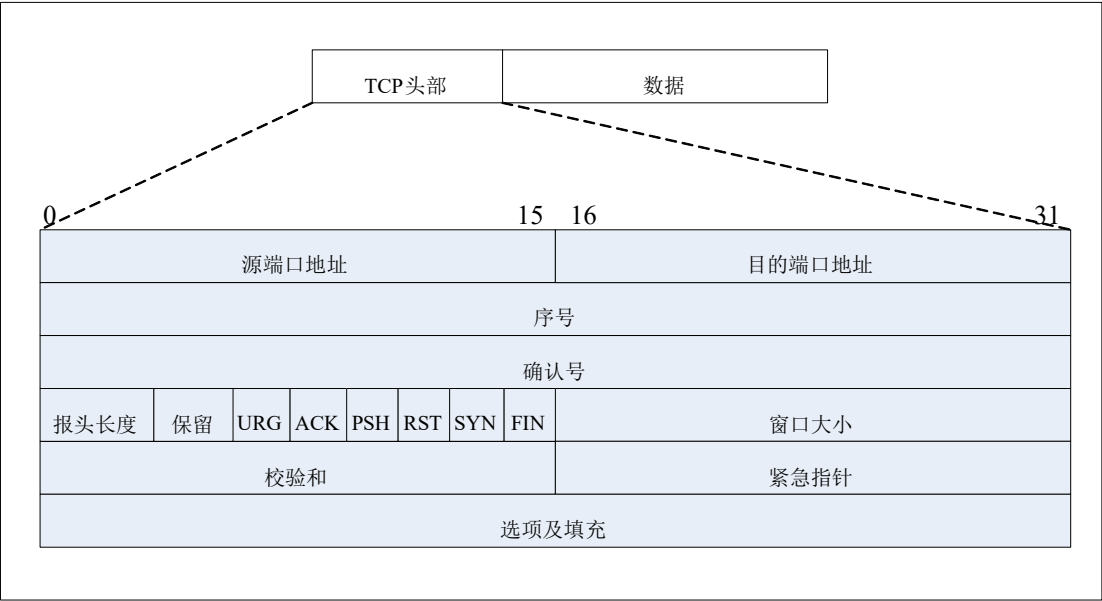 TCP头部 数据
0 15 16 31
源端口地址 目的端口地址
序号
确认号
报头长度 保留 URG ACK PSH RST SYN FIN 窗口大小
校验和 紧急指针
选项及填充